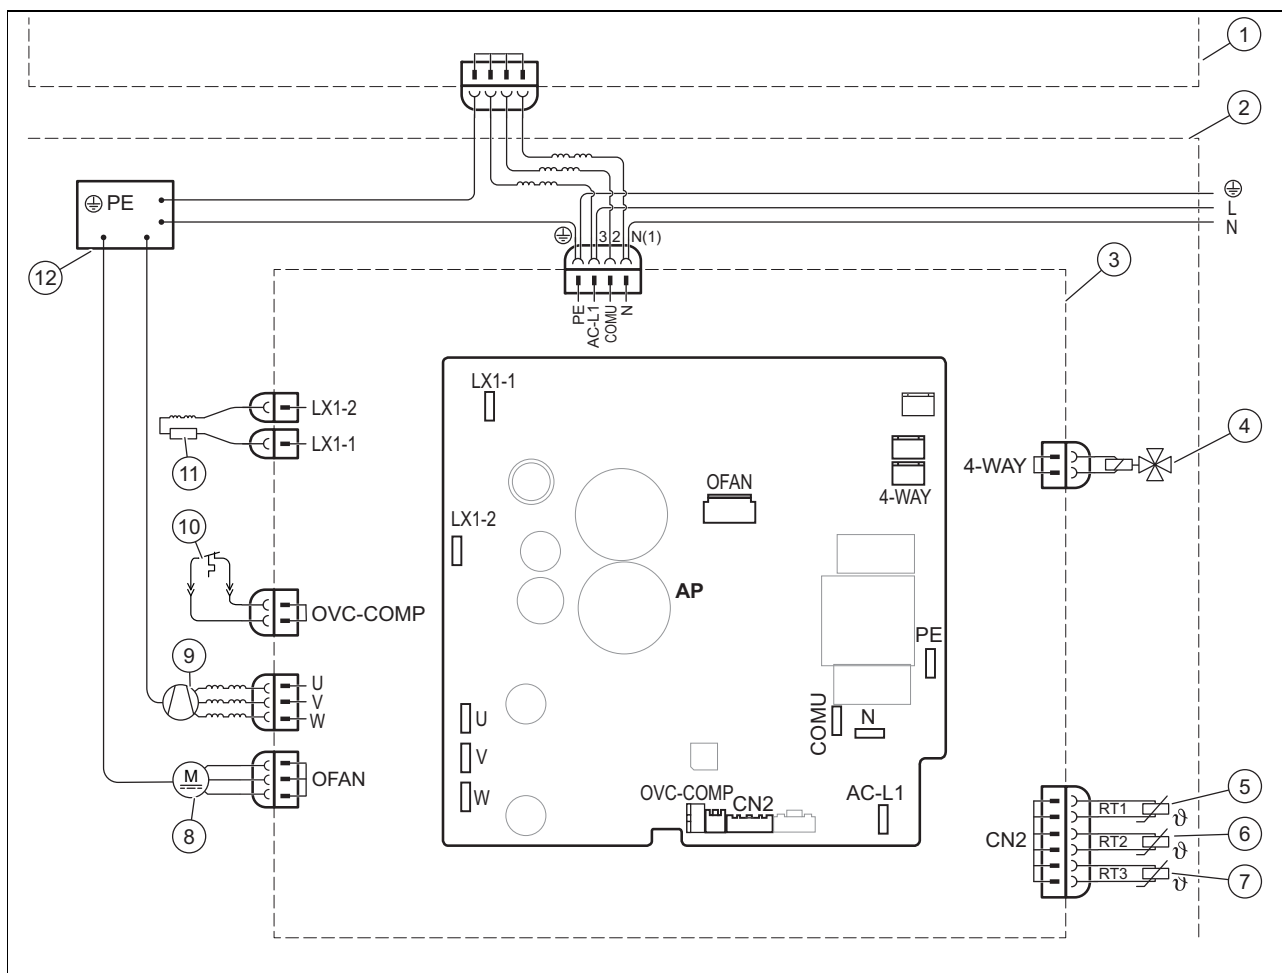 1
2
PE
L
N
3 2 N(1)
12
3
PE
AC-L1
COMU
N
LX1-1
LX1-2
LX1-1
11
4
4-WAY
4-WAY
OFAN
10
LX1-2
OVC-COMP
AP
PE
9
U
V
W
COMU
N
U
V
W
M
OFAN
8
OVC-COMP
CN2
AC-L1
5
RT1
ϑ
CN2
6
RT2
ϑ
7
RT3
ϑ